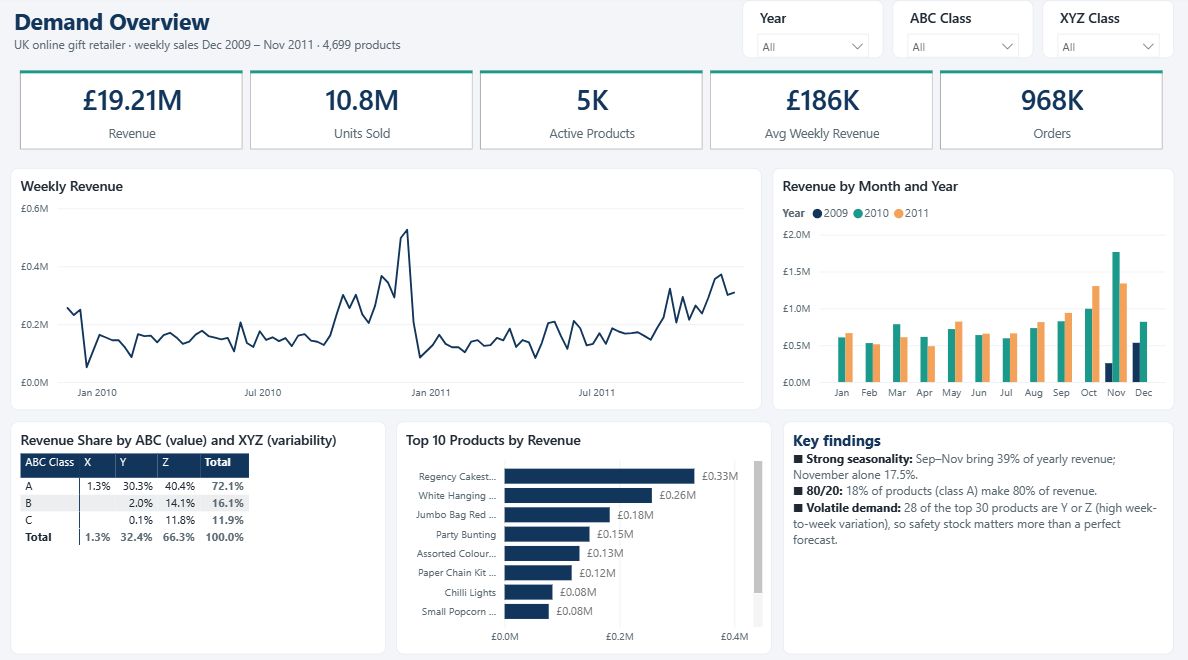 Demand Overview
UK online gift retailer · weekly sales Dec 2009 – Nov 2011 · 4,699 products
Year
All
ABC Class
All
XYZ Class
All
£19.21M
Revenue
10.8M
Units Sold
5K
Active Products
£186K
Avg Weekly Revenue
968K
Orders
Weekly Revenue
£0.6M
£0.4M
£0.2M
£0.0M
Jan 2010 Jul 2010 Jan 2011 Jul 2011
Revenue by Month and Year
Year 2009 2010 2011
£2.0M
£1.5M
£1.0M
£0.5M
£0.0M
Jan Feb Mar Apr May Jun Jul Aug Sep Oct Nov Dec
Revenue Share by ABC (value) and XYZ (variability)
ABC Class X Y Z Total
A 1.3% 30.3% 40.4% 72.1%
B 2.0% 14.1% 16.1%
C 0.1% 11.8% 11.9%
Total 1.3% 32.4% 66.3% 100.0%
Top 10 Products by Revenue
Regency Cakest... £0.33M
White Hanging ... £0.26M
Jumbo Bag Red ... £0.18M
Party Bunting £0.15M
Assorted Colour... £0.13M
Paper Chain Kit ... £0.12M
Chilli Lights £0.08M
Small Popcorn ... £0.08M
£0.0M £0.2M £0.4M
Key findings
■ Strong seasonality: Sep–Nov bring 39% of yearly revenue;
November alone 17.5%.
■ 80/20: 18% of products (class A) make 80% of revenue.
■ Volatile demand: 28 of the top 30 products are Y or Z (high week-
to-week variation), so safety stock matters more than a perfect
forecast.